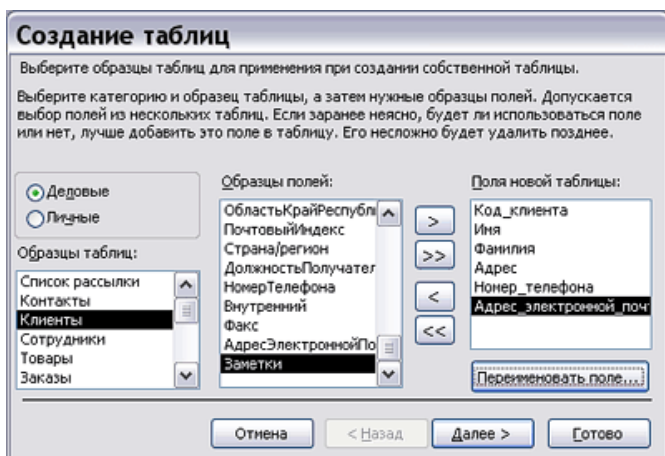 Создание таблиц
Выберите образцы таблиц для применения при создании собственной таблицы.
Выберите категорию и образец таблицы, а затем нужные образцы полей. Допускается
выбор полей из нескольких таблиц. Если заранее неясно, будет ли использоваться поле
или нет, лучше добавить это поле в таблицу. Его несложно будет удалить позднее.
Деловые
Личные
Образцы таблиц:
Список рассылки
Контакты
Клиенты
Сотрудники
Товары
Заказы
Образцы полей:
ОбластьКрайРеспубл
ПочтовыйИндекс
Страна/регион
ДолжностьПолучател
НомерТелефона
Внутренний
Факс
АдресЭлектроннойПо
Заметки
>
>>
<
<<
Поля новой таблицы:
Код_клиента
Имя
Фамилия
Адрес
Номер_телефона
Адрес_электронной_поч
Переименовать поле...
Отмена
< Назад
Далее >
Готово